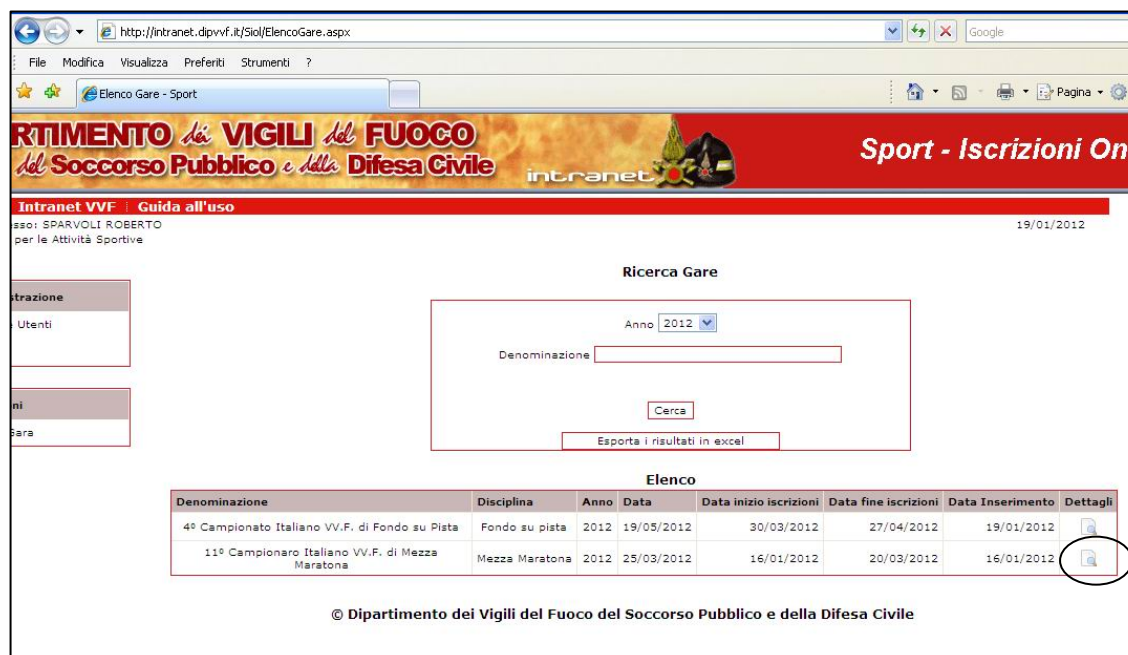 http://intranet.dipvvf.it/Siol/ElencoGare.aspx
Google
File Modifica Visualizza Preferiti Strumenti ?
Elenco Gare - Sport
Pagina
RTIMENTO dei VIGILI del FUOCO
del Soccorso Pubblico e della Difesa Civile
intranet
Sport - Iscrizioni On
Intranet VVF | Guida all'uso
sso: SPARVOLI ROBERTO
19/01/2012
per le Attività Sportive
Ricerca Gare
strazione
Utenti
Anno 2012
Denominazione
ni
Gara
Cerca
Esporta i risultati in excel
Elenco
Denominazione Disciplina Anno Data Data inizio iscrizioni Data fine iscrizioni Data Inserimento Dettagli
4º Campionato Italiano VV.F. di Fondo su Pista Fondo su pista 2012 19/05/2012 30/03/2012 27/04/2012 19/01/2012
11º Campionaro Italiano VV.F. di Mezza
Maratona
Mezza Maratona 2012 25/03/2012 16/01/2012 20/03/2012 16/01/2012
© Dipartimento dei Vigili del Fuoco del Soccorso Pubblico e della Difesa Civile